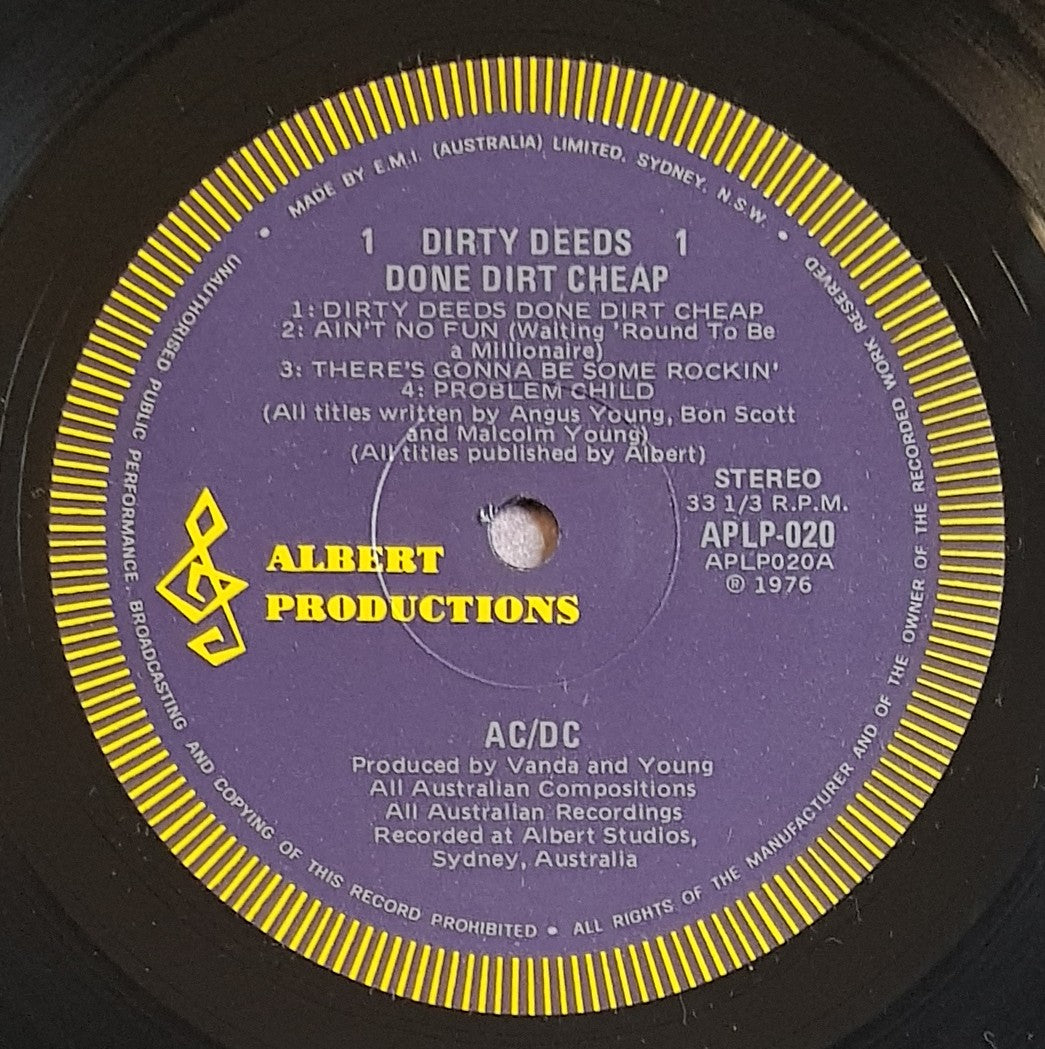 MADE BY E.M.I. (AUSTRALIA) LIMITED, SYDNEY, N.S.W.
1 DIRTY DEEDS 1
DONE DIRT CHEAP
1: DIRTY DEEDS DONE DIRT CHEAP
2: AIN'T NO FUN (Waiting 'Round To Be
a Millionaire)
3: THERE'S GONNA BE SOME ROCKIN'
4: PROBLEM CHILD
(All titles written by Angus Young, Bon Scott
and Malcolm Young)
(All titles published by Albert)
STEREO
33 1/3 R.P.M.
APLP-020
APLP020A
℗ 1976
ALBERT
PRODUCTIONS
AC/DC
Produced by Vanda and Young
All Australian Compositions
All Australian Recordings
Recorded at Albert Studios,
Sydney, Australia
UNAUTHORISED PUBLIC PERFORMANCE, BROADCASTING AND COPYING OF THIS RECORD PROHIBITED • ALL RIGHTS OF THE MANUFACTURER AND OF THE OWNER OF THE RECORDED WORK RESERVED